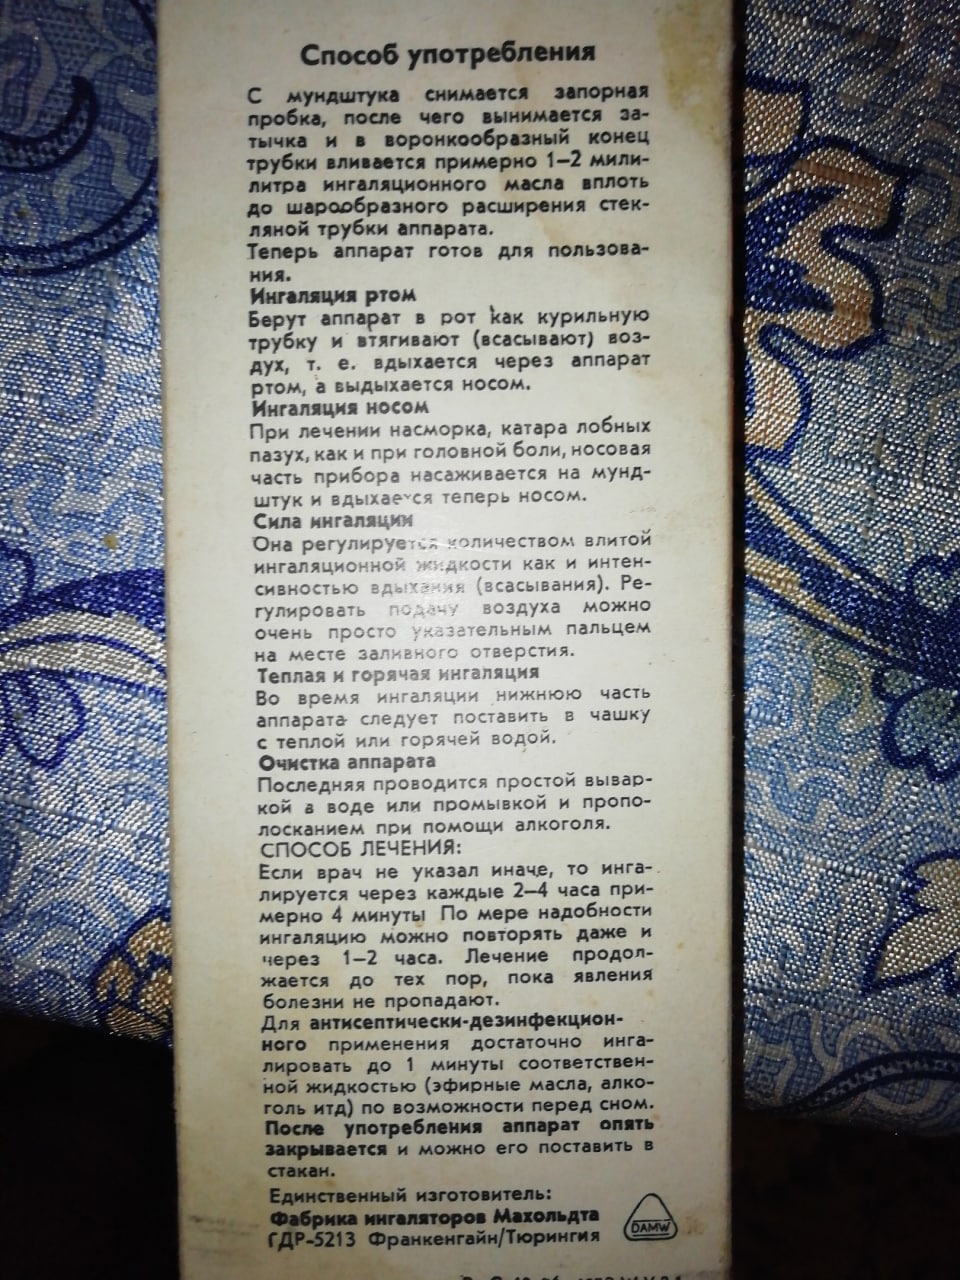 Способ употребления
С мундштука снимается запорная
пробка, после чего вынимается за-
тычка и в воронкообразный конец
трубки вливается примерно 1–2 мили-
литра ингаляционного масла вплоть
до шарообразного расширения стек-
ляной трубки аппарата.
Теперь аппарат готов для пользова-
ния.
Ингаляция ртом
Берут аппарат в рот как курильную
трубку и втягивают (всасывают) воз-
дух, т. е. вдыхается через аппарат
ртом, а выдыхается носом.
Ингаляция носом
При лечении насморка, катара лобных
пазух, как и при головной боли, носовая
часть прибора насаживается на мунд-
штук и вдыхается теперь носом.
Сила ингаляции
Она регулируется количеством влитой
ингаляционной жидкости как и интен-
сивностью вдыхания (всасывания). Ре-
гулировать подачу воздуха можно
очень просто указательным пальцем
на месте заливного отверстия.
Теплая и горячая ингаляция
Во время ингаляции нижнюю часть
аппарата следует поставить в чашку
с теплой или горячей водой.
Очистка аппарата
Последняя проводится простой вывар-
кой в воде или промывкой и пропо-
лосканием при помощи алкоголя.
СПОСОБ ЛЕЧЕНИЯ:
Если врач не указал иначе, то инга-
лируется через каждые 2–4 часа при-
мерно 4 минуты По мере надобности
ингаляцию можно повторять даже и
через 1–2 часа. Лечение продол-
жается до тех пор, пока явления
болезни не пропадают.
Для антисептически-дезинфекцион-
ного применения достаточно инга-
лировать до 1 минуты соответствен-
ной жидкостью (эфирные масла, алко-
голь итд) по возможности перед сном.
После употребления аппарат опять
закрывается и можно его поставить в
стакан.
Единственный изготовитель:
Фабрика ингаляторов Махольдта
ГДР-5213 Франкенгайн/Тюрингия
DAMW